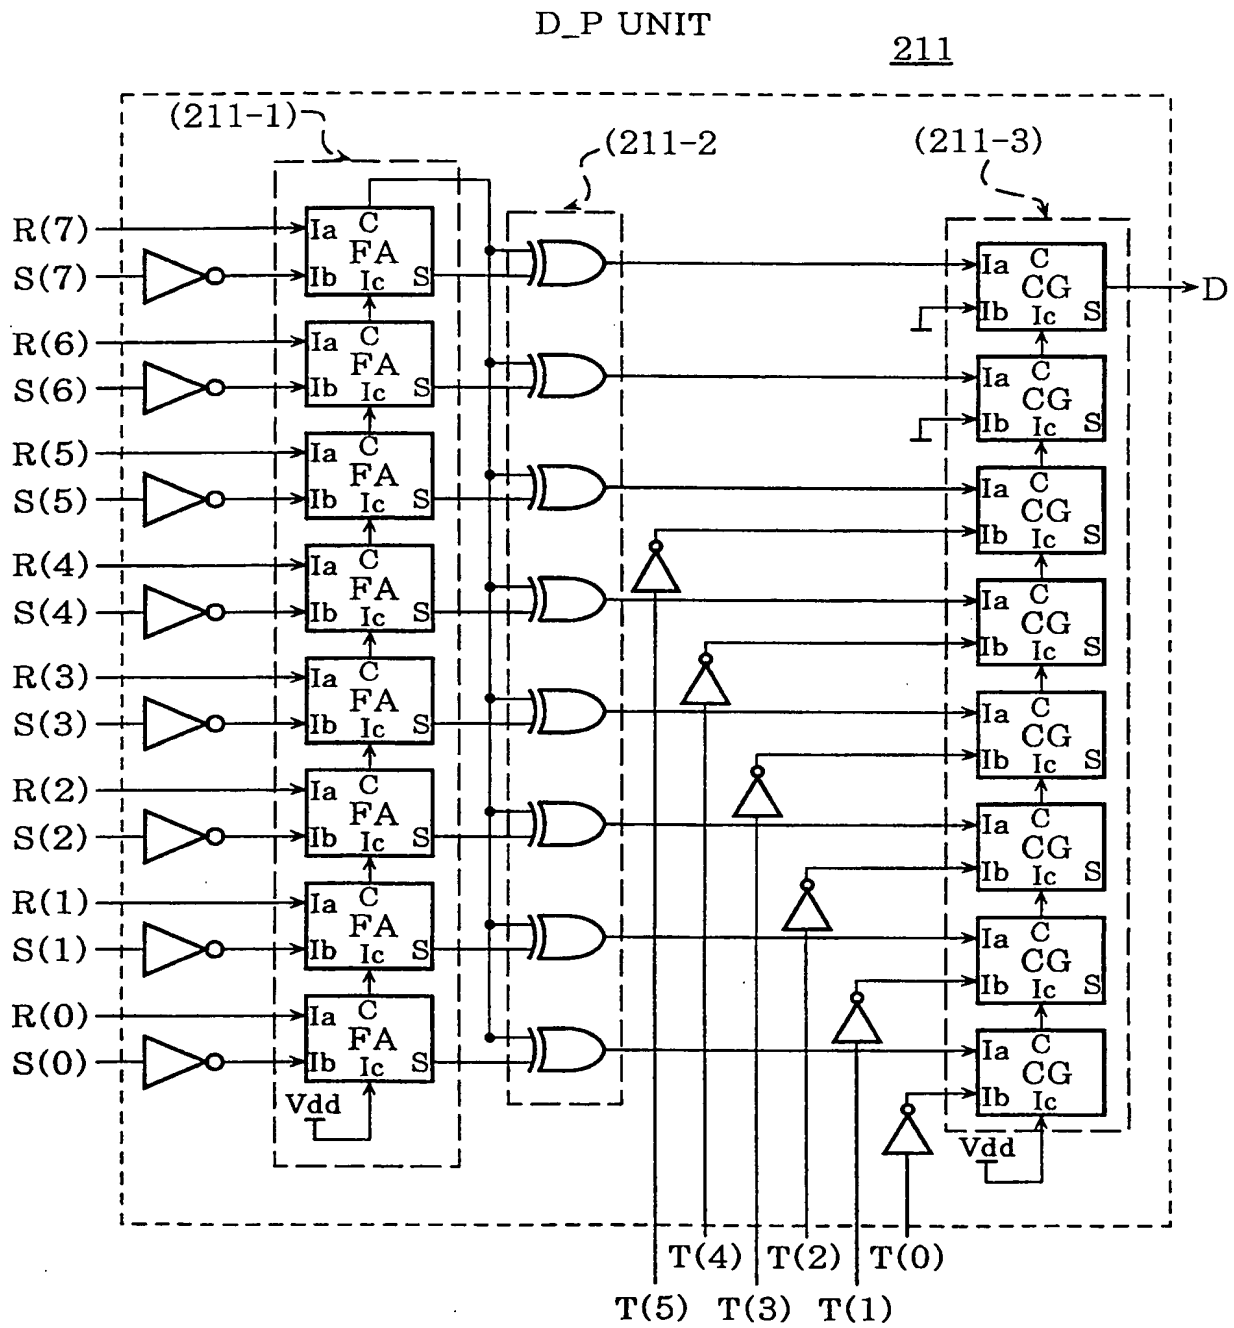 D_P UNIT
211
(211-1)
(211-2
(211-3)
R(7)
S(7)
Ia C
FA
Ib Ic S
Ia C
CG
Ib Ic S
D
R(6)
S(6)
Ia C
FA
Ib Ic S
Ia C
CG
Ib Ic S
R(5)
S(5)
Ia C
FA
Ib Ic S
Ia C
CG
Ib Ic S
R(4)
S(4)
Ia C
FA
Ib Ic S
Ia C
CG
Ib Ic S
R(3)
S(3)
Ia C
FA
Ib Ic S
Ia C
CG
Ib Ic S
R(2)
S(2)
Ia C
FA
Ib Ic S
Ia C
CG
Ib Ic S
R(1)
S(1)
Ia C
FA
Ib Ic S
Ia C
CG
Ib Ic S
R(0)
S(0)
Ia C
FA
Ib Ic S
Ia C
CG
Ib Ic
Vdd
Vdd
T(4) T(2) T(0)
T(5) T(3) T(1)